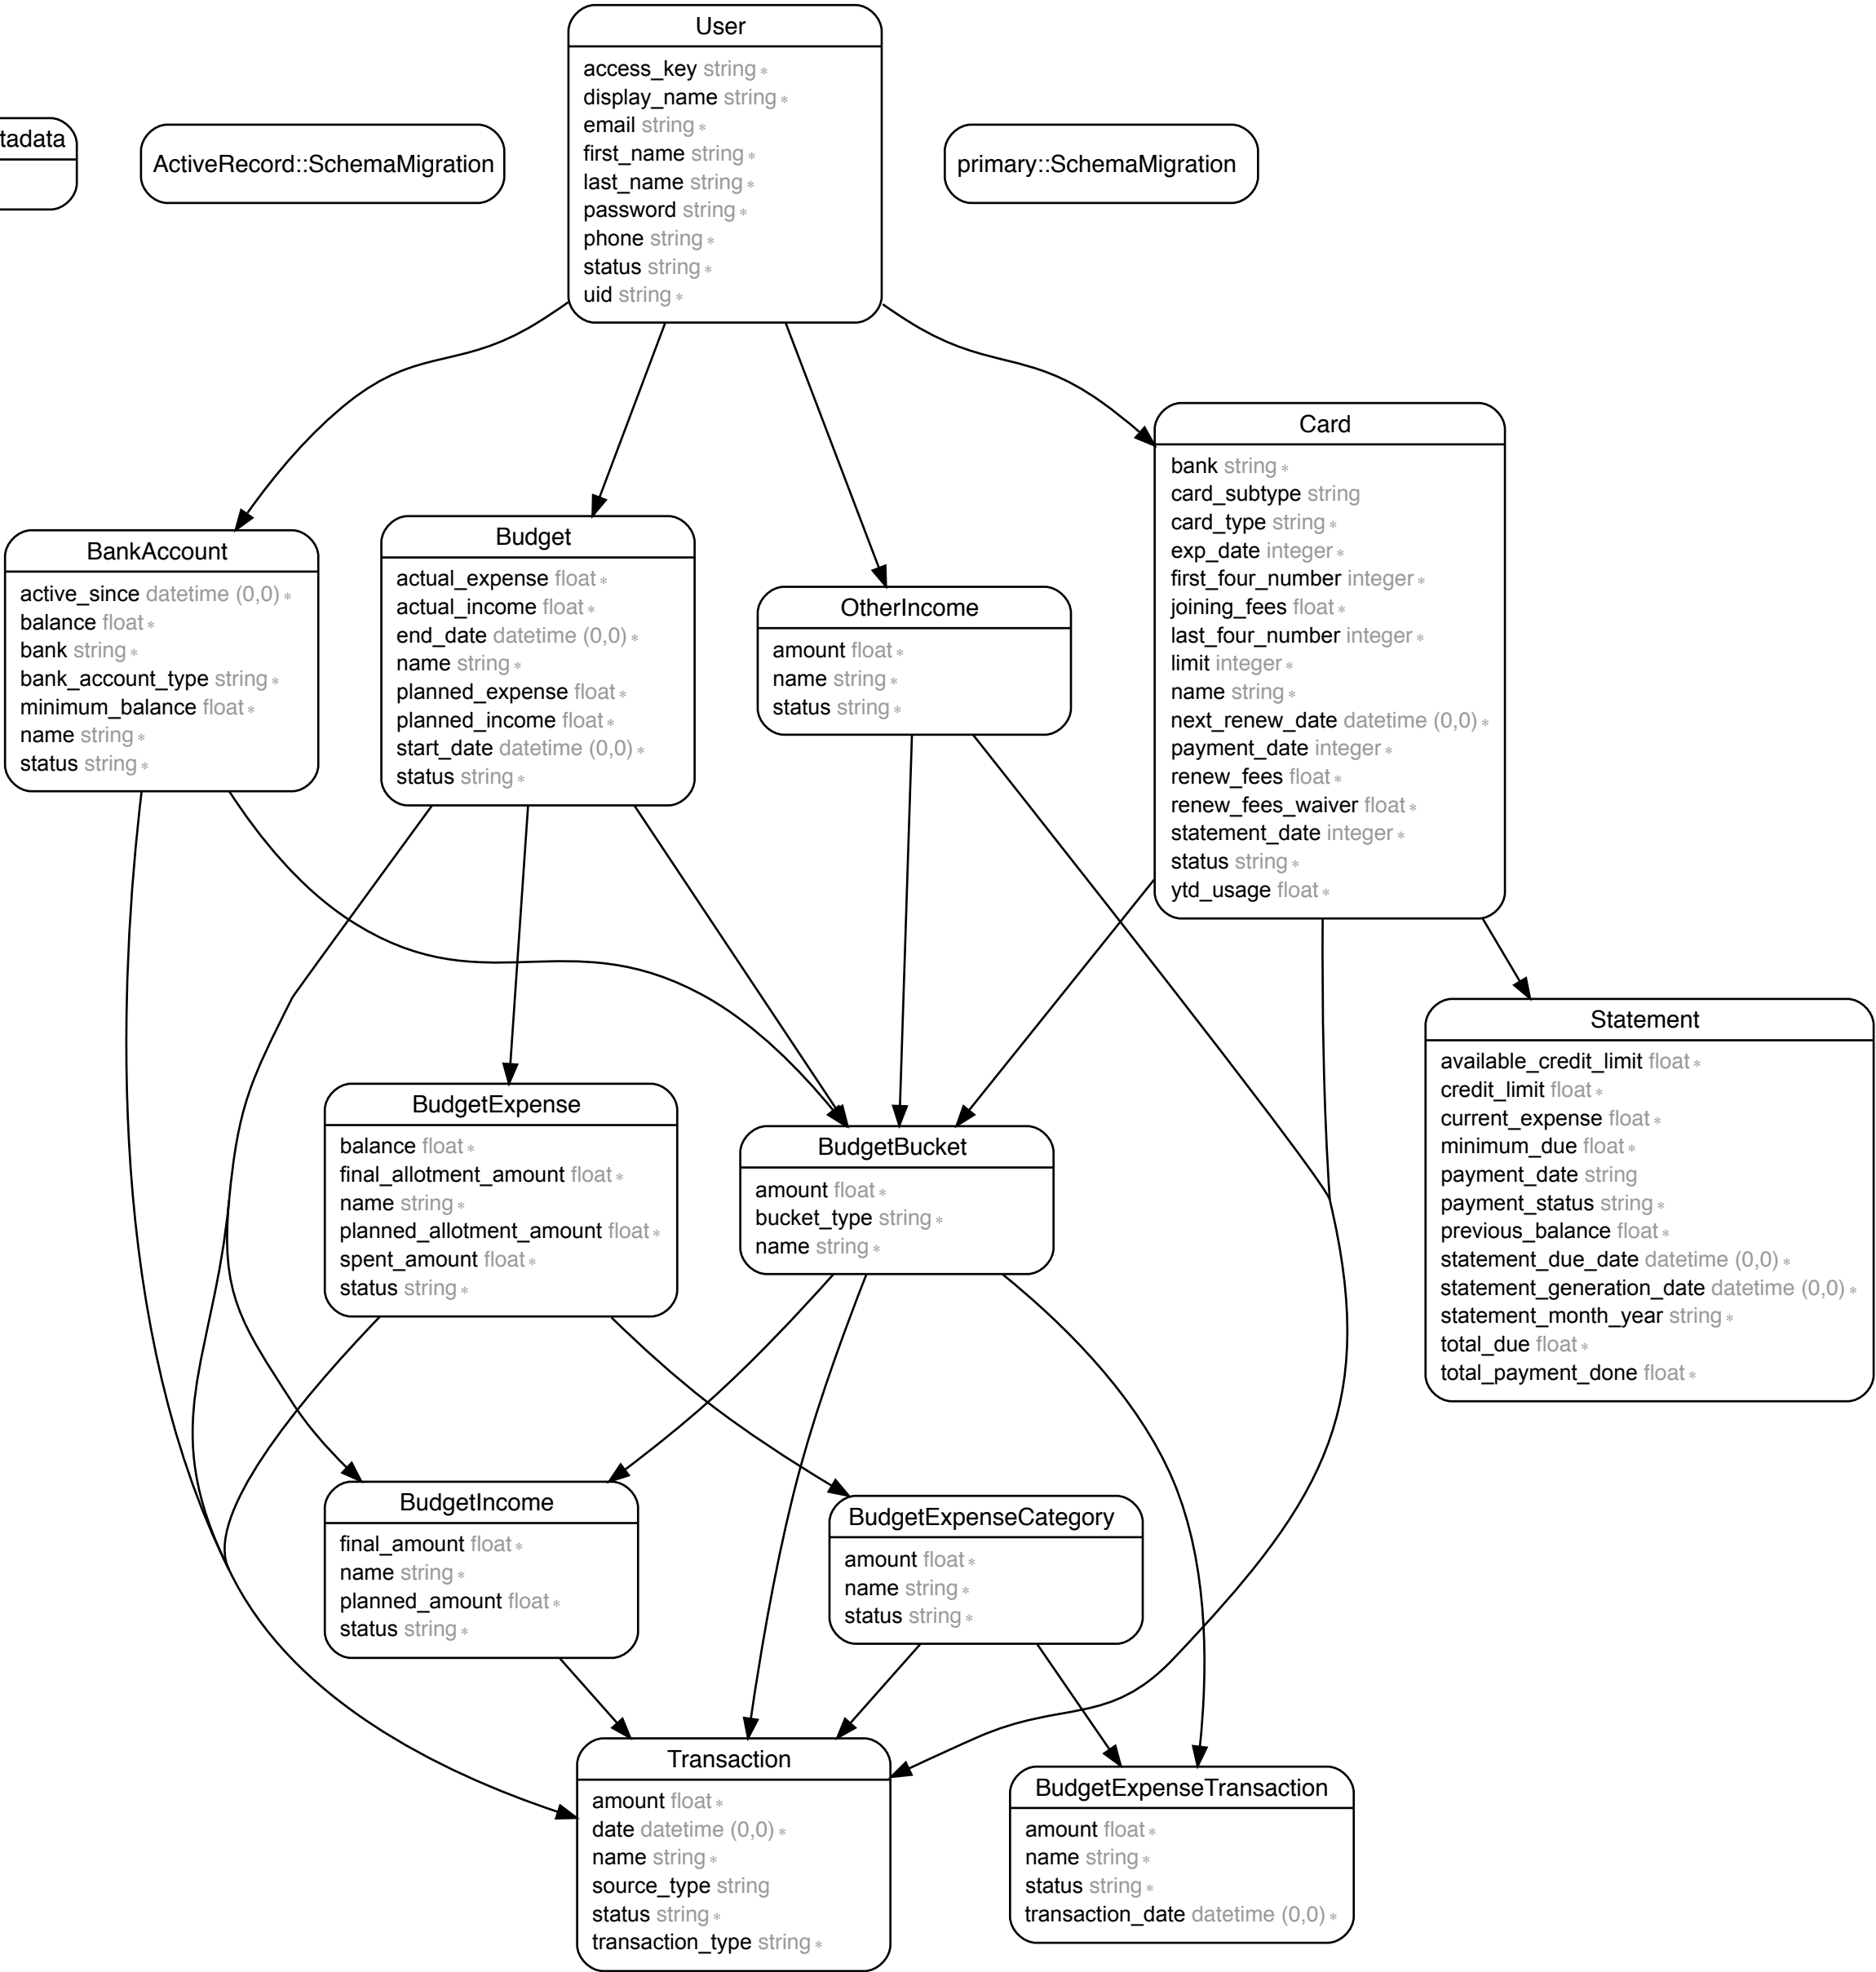 User
access_key string *
display_name string *
email string *
first_name string *
last_name string *
password string *
phone string *
status string *
uid string *
tadata
ActiveRecord::SchemaMigration
primary::SchemaMigration
Card
bank string *
card_subtype string
card_type string *
exp_date integer *
first_four_number integer *
joining_fees float *
last_four_number integer *
limit integer *
name string *
next_renew_date datetime (0,0) *
payment_date integer *
renew_fees float *
renew_fees_waiver float *
statement_date integer *
status string *
ytd_usage float *
BankAccount
active_since datetime (0,0) *
balance float *
bank string *
bank_account_type string *
minimum_balance float *
name string *
status string *
Budget
actual_expense float *
actual_income float *
end_date datetime (0,0) *
name string *
planned_expense float *
planned_income float *
start_date datetime (0,0) *
status string *
OtherIncome
amount float *
name string *
status string *
Statement
available_credit_limit float *
credit_limit float *
current_expense float *
minimum_due float *
payment_date string
payment_status string *
previous_balance float *
statement_due_date datetime (0,0) *
statement_generation_date datetime (0,0) *
statement_month_year string *
total_due float *
total_payment_done float *
BudgetExpense
balance float *
final_allotment_amount float *
name string *
planned_allotment_amount float *
spent_amount float *
status string *
BudgetBucket
amount float *
bucket_type string *
name string *
BudgetIncome
final_amount float *
name string *
planned_amount float *
status string *
BudgetExpenseCategory
amount float *
name string *
status string *
Transaction
amount float *
date datetime (0,0) *
name string *
source_type string
status string *
transaction_type string *
BudgetExpenseTransaction
amount float *
name string *
status string *
transaction_date datetime (0,0) *